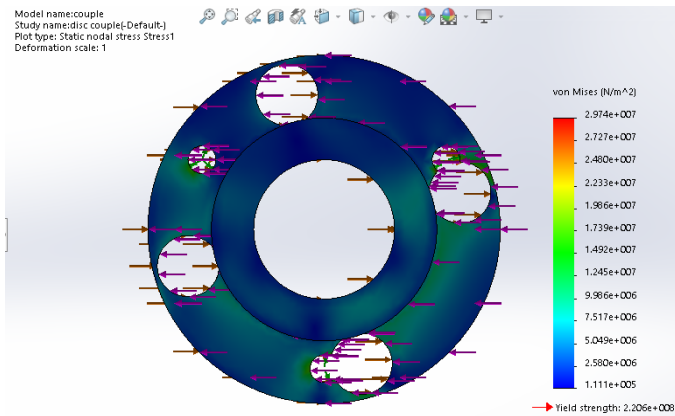 Model name:couple
Study name:disc couple(-Default-)
Plot type: Static nodal stress Stress1
Deformation scale: 1
von Mises (N/m^2)
2.974e+007
2.727e+007
2.480e+007
2.233e+007
1.986e+007
1.739e+007
1.492e+007
1.245e+007
9.986e+006
7.517e+006
5.049e+006
2.580e+006
1.111e+005
Yield strength: 2.206e+008